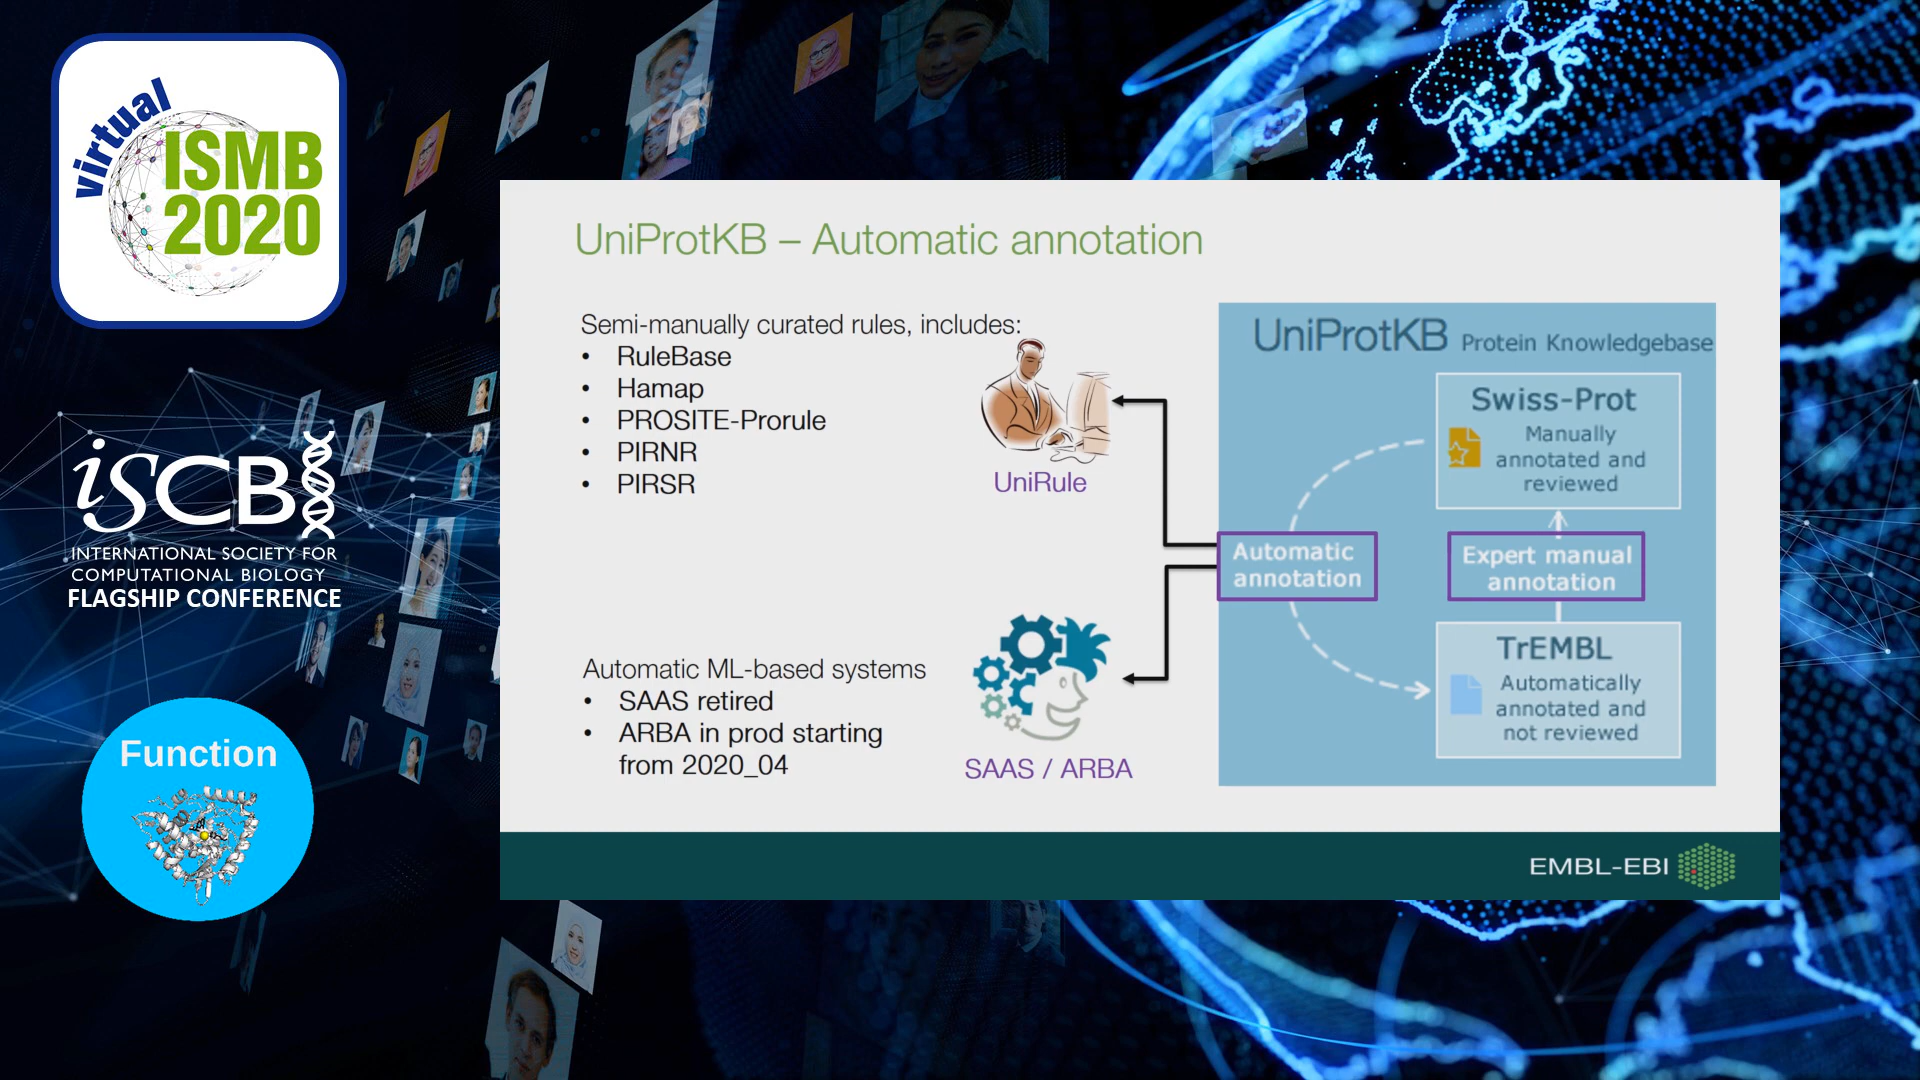 virtual
ISMB
2020
iSCB
INTERNATIONAL SOCIETY FOR
COMPUTATIONAL BIOLOGY
FLAGSHIP CONFERENCE
Function
UniProtKB – Automatic annotation
Semi-manually curated rules, includes:
• RuleBase
• Hamap
• PROSITE-Prorule
• PIRNR
• PIRSR
UniRule
Automatic ML-based systems
• SAAS retired
• ARBA in prod starting
from 2020_04
SAAS / ARBA
UniProtKB Protein Knowledgebase
Swiss-Prot
Manually
annotated and
reviewed
Automatic
annotation
Expert manual
annotation
TrEMBL
Automatically
annotated and
not reviewed
EMBL-EBI